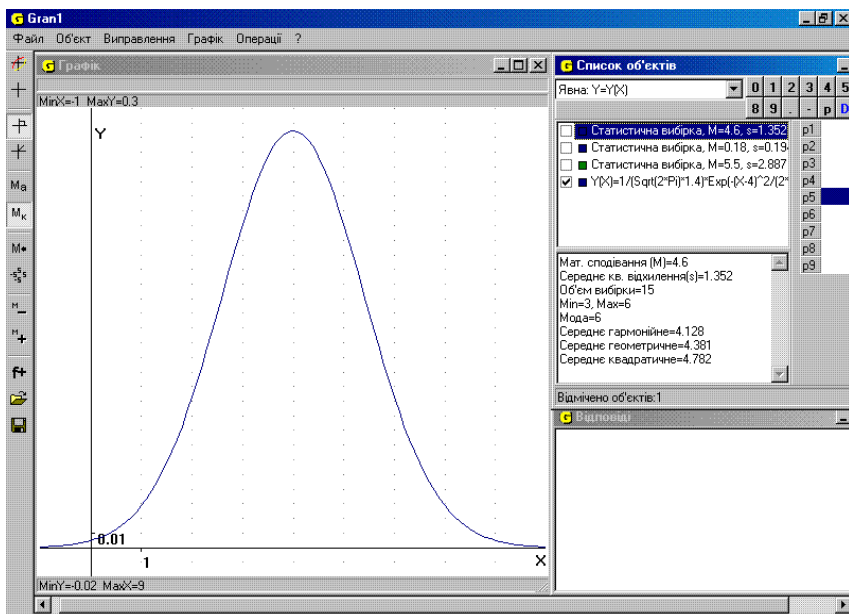 Gran1
Файл Об'єкт Виправлення Графік Операції ?
Графік
MinX=-1 MaxY=0.3
Y
0.01
1
X
MinY=-0.02 MaxX=9
Ma
Mк
M
M
f+
Список об'єктів
Явна: Y=Y(X)
0 1 2 3 4 5
8 9 . - p D
Статистична вибірка, M=4.6, s=1.352
Статистична вибірка, M=0.18, s=0.19
Статистична вибірка, M=5.5, s=2.887
Y(X)=1/(Sqrt(2*Pi)*1.4)*Exp(-(X-4)^2/(2*
p1
p2
p3
p4
p5
p6
p7
p8
p9
Мат. сподівання (M)=4.6
Середнє кв. відхилення(s)=1.352
Об'єм вибірки=15
Min=3, Max=6
Мода=6
Середнє гармонійне=4.128
Середнє геометричне=4.381
Середнє квадратичне=4.782
Відмічено об'єктів:1
Відповіді